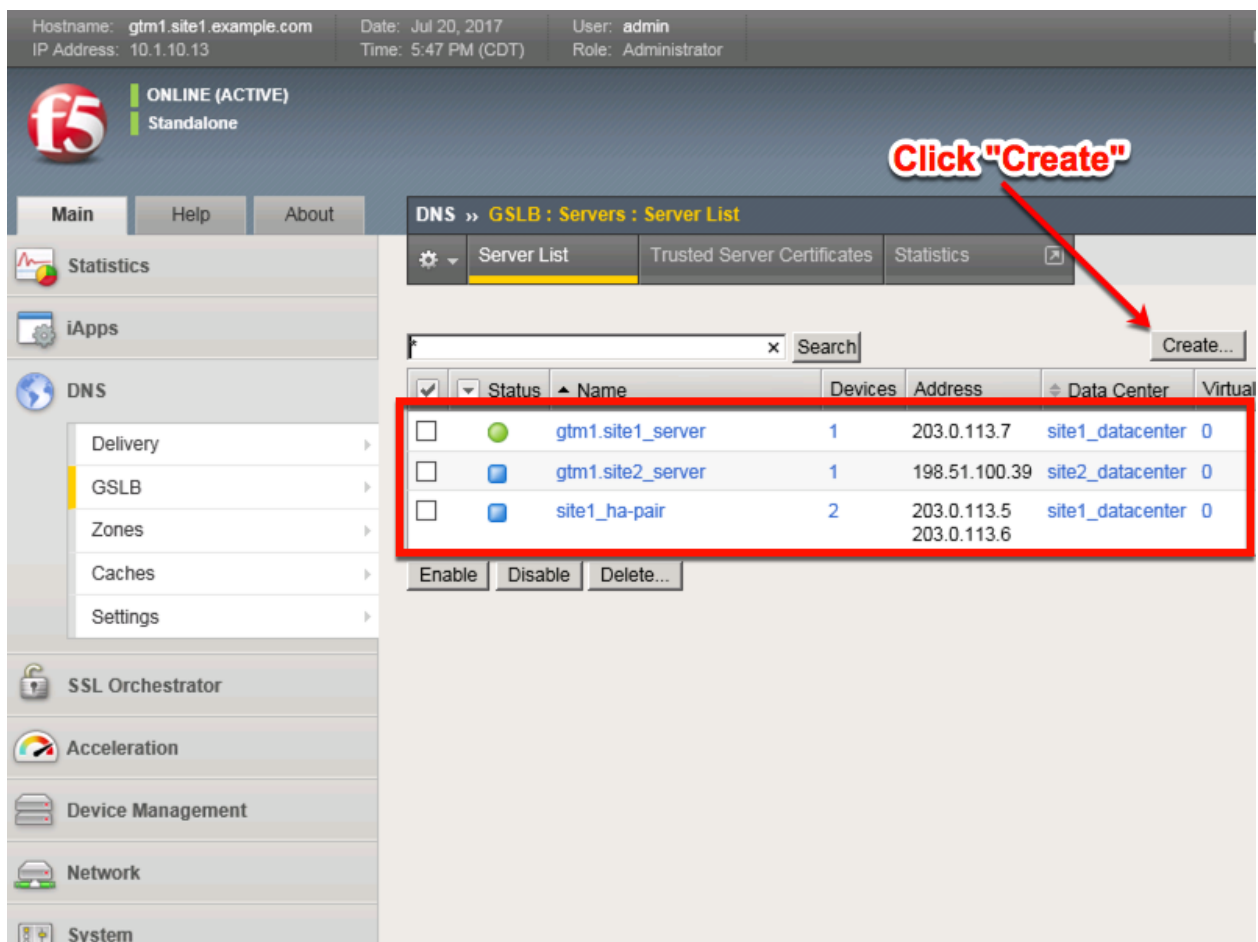 Hostname: gtm1.site1.example.com Date: Jul 20, 2017 User: admin
IP Address: 10.1.10.13 Time: 5:47 PM (CDT) Role: Administrator
f5
ONLINE (ACTIVE)
Standalone
Click "Create"
Main Help About
DNS ›› GSLB : Servers : Server List
Server List Trusted Server Certificates Statistics
Statistics
iApps
DNS
Delivery
GSLB
Zones
Caches
Settings
SSL Orchestrator
Acceleration
Device Management
Network
System
* x Search Create...
Status Name Devices Address Data Center Virtual
gtm1.site1_server 1 203.0.113.7 site1_datacenter 0
gtm1.site2_server 1 198.51.100.39 site2_datacenter 0
site1_ha-pair 2 203.0.113.5 site1_datacenter 0
203.0.113.6
Enable Disable Delete...